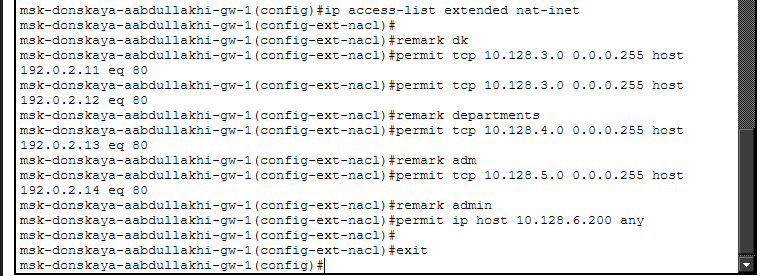 msk-donskaya-aabdullakhi-gw-1(config)#ip access-list extended nat-inet
msk-donskaya-aabdullakhi-gw-1(config-ext-nacl)#
msk-donskaya-aabdullakhi-gw-1(config-ext-nacl)#remark dk
msk-donskaya-aabdullakhi-gw-1(config-ext-nacl)#permit tcp 10.128.3.0 0.0.0.255 host
192.0.2.11 eq 80
msk-donskaya-aabdullakhi-gw-1(config-ext-nacl)#permit tcp 10.128.3.0 0.0.0.255 host
192.0.2.12 eq 80
msk-donskaya-aabdullakhi-gw-1(config-ext-nacl)#remark departments
msk-donskaya-aabdullakhi-gw-1(config-ext-nacl)#permit tcp 10.128.4.0 0.0.0.255 host
192.0.2.13 eq 80
msk-donskaya-aabdullakhi-gw-1(config-ext-nacl)#remark adm
msk-donskaya-aabdullakhi-gw-1(config-ext-nacl)#permit tcp 10.128.5.0 0.0.0.255 host
192.0.2.14 eq 80
msk-donskaya-aabdullakhi-gw-1(config-ext-nacl)#remark admin
msk-donskaya-aabdullakhi-gw-1(config-ext-nacl)#permit ip host 10.128.6.200 any
msk-donskaya-aabdullakhi-gw-1(config-ext-nacl)#
msk-donskaya-aabdullakhi-gw-1(config-ext-nacl)#exit
msk-donskaya-aabdullakhi-gw-1(config)#